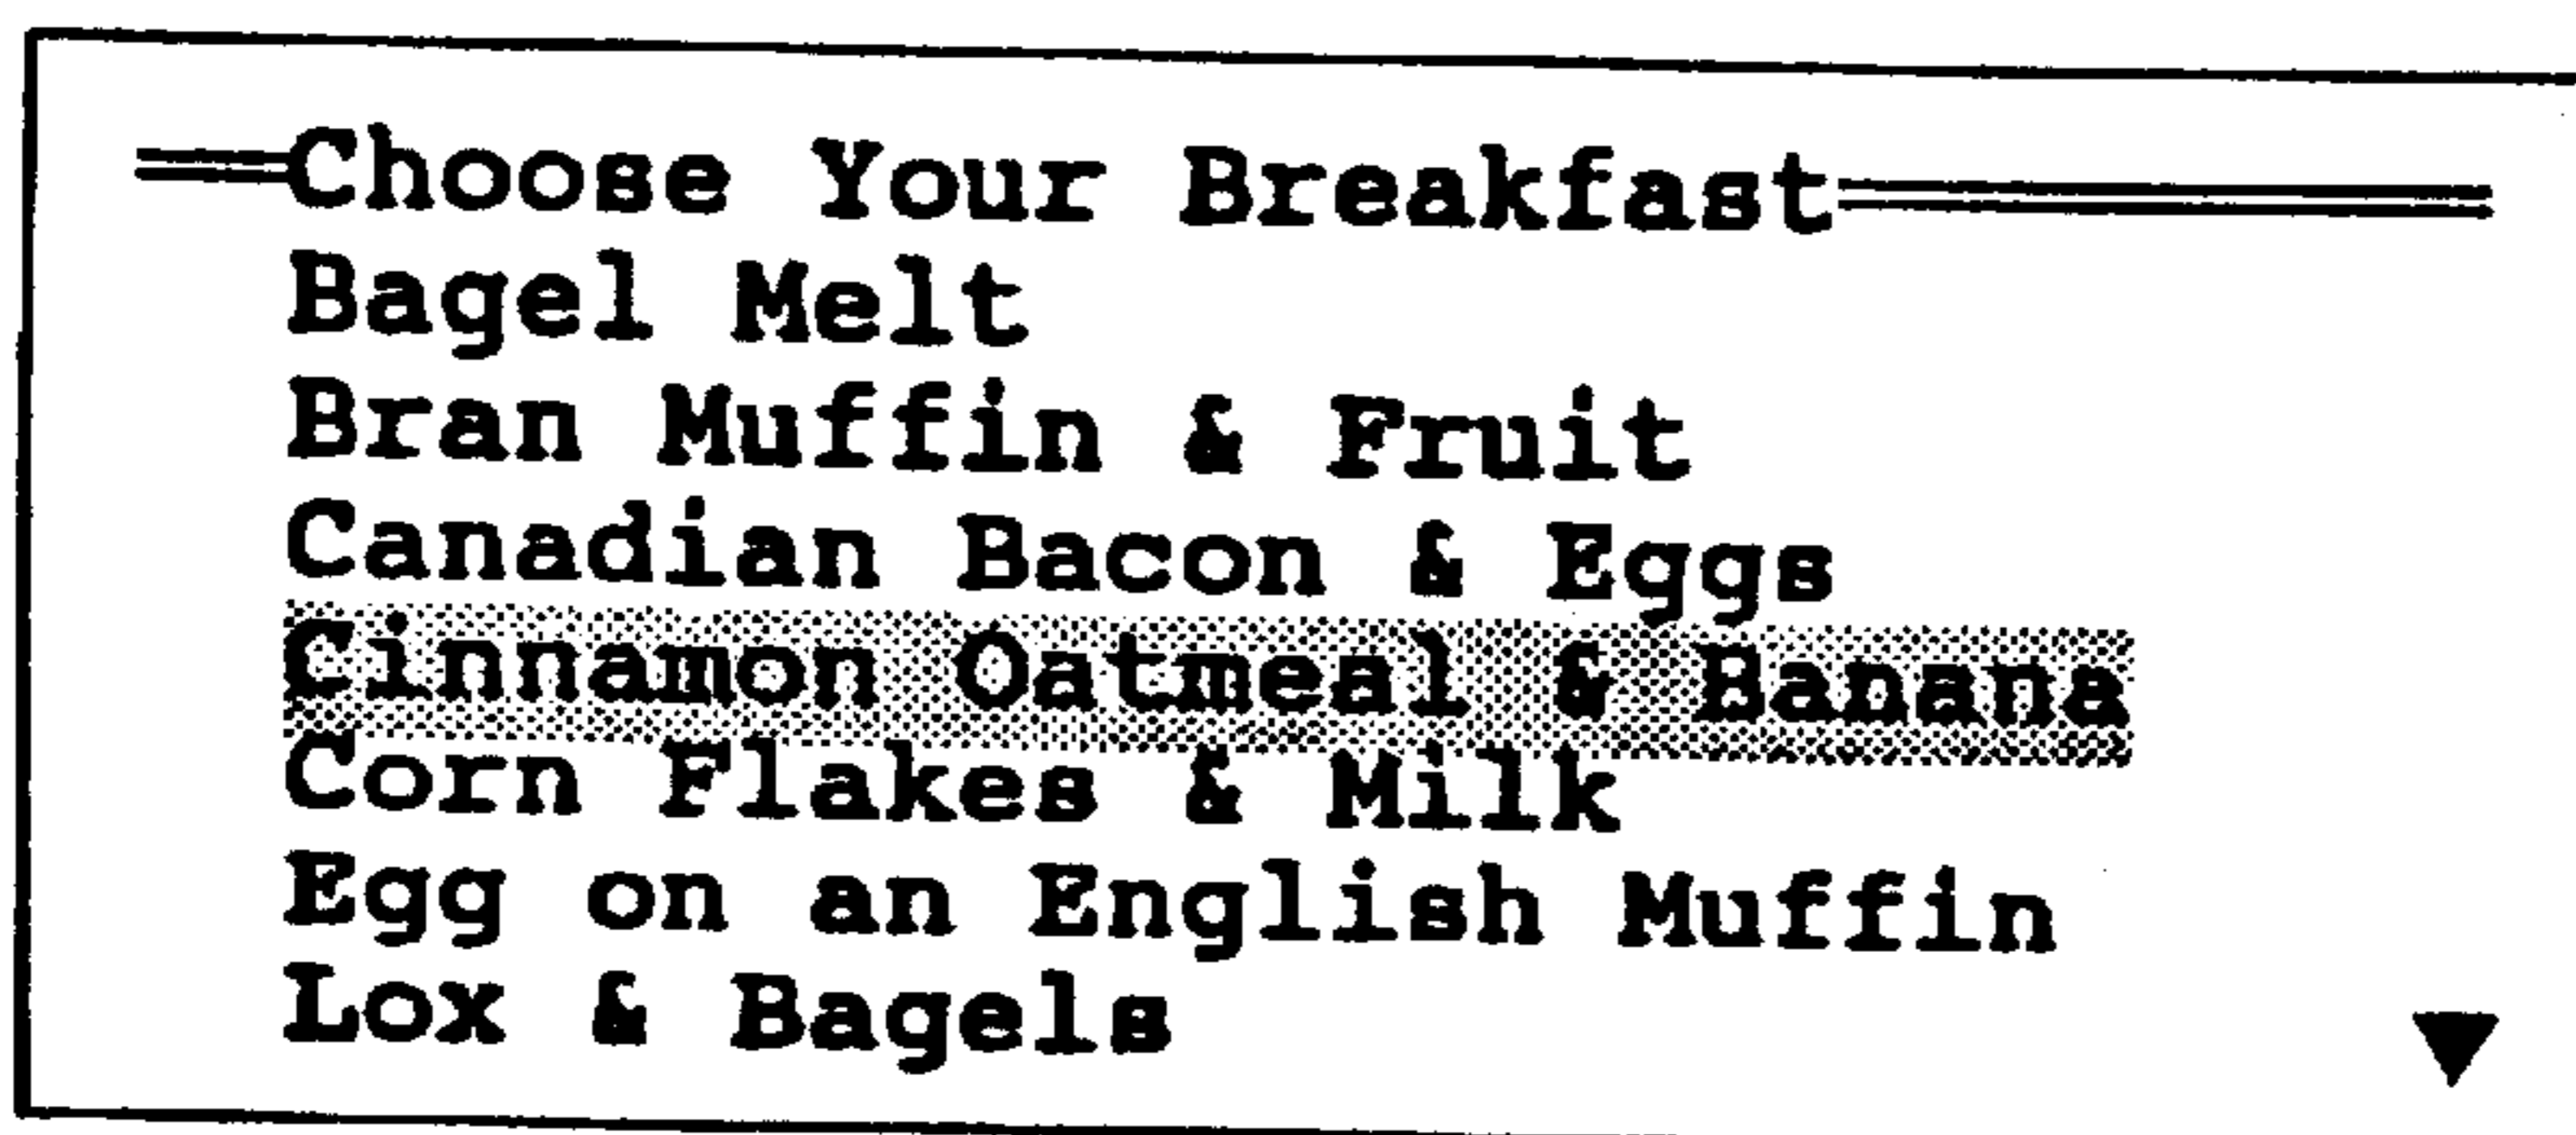 Choose Your Breakfast
Bagel Melt
Bran Muffin & Fruit
Canadian Bacon & Eggs
Cinnamon Oatmeal & Banana
Corn Flakes & Milk
Egg on an English Muffin
Lox & Bagels